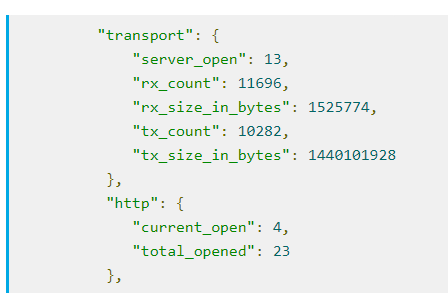 "transport": {
"server_open": 13,
"rx_count": 11696,
"rx_size_in_bytes": 1525774,
"tx_count": 10282,
"tx_size_in_bytes": 1440101928
},
"http": {
"current_open": 4,
"total_opened": 23
},